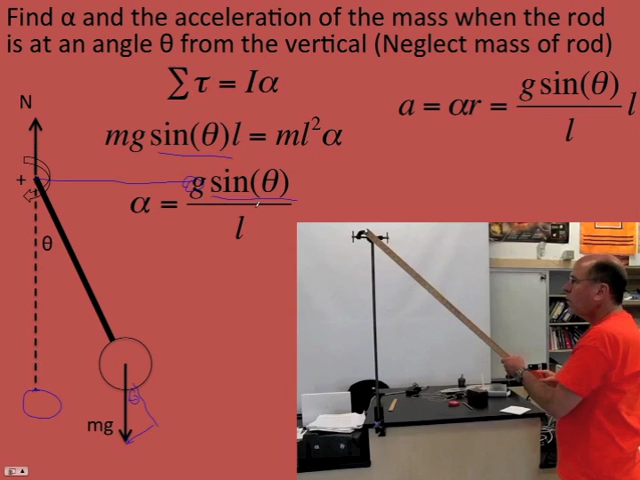 Find α and the acceleration of the mass when the rod
is at an angle θ from the vertical (Neglect mass of rod)
∑τ = Iα
mg sin(θ)l = ml²α
α = g sin(θ) / l
a = αr = g sin(θ) / l l
N
+
θ
mg